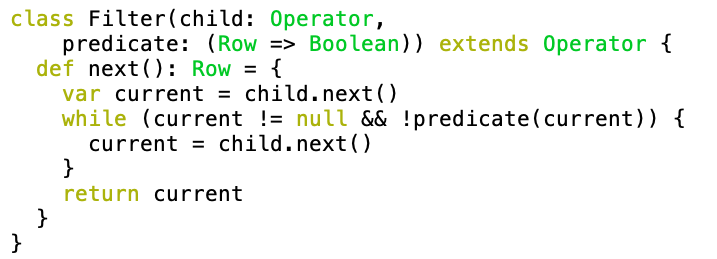 class Filter(child: Operator,
    predicate: (Row => Boolean)) extends Operator {
  def next(): Row = {
    var current = child.next()
    while (current != null && !predicate(current)) {
      current = child.next()
    }
    return current
  }
}